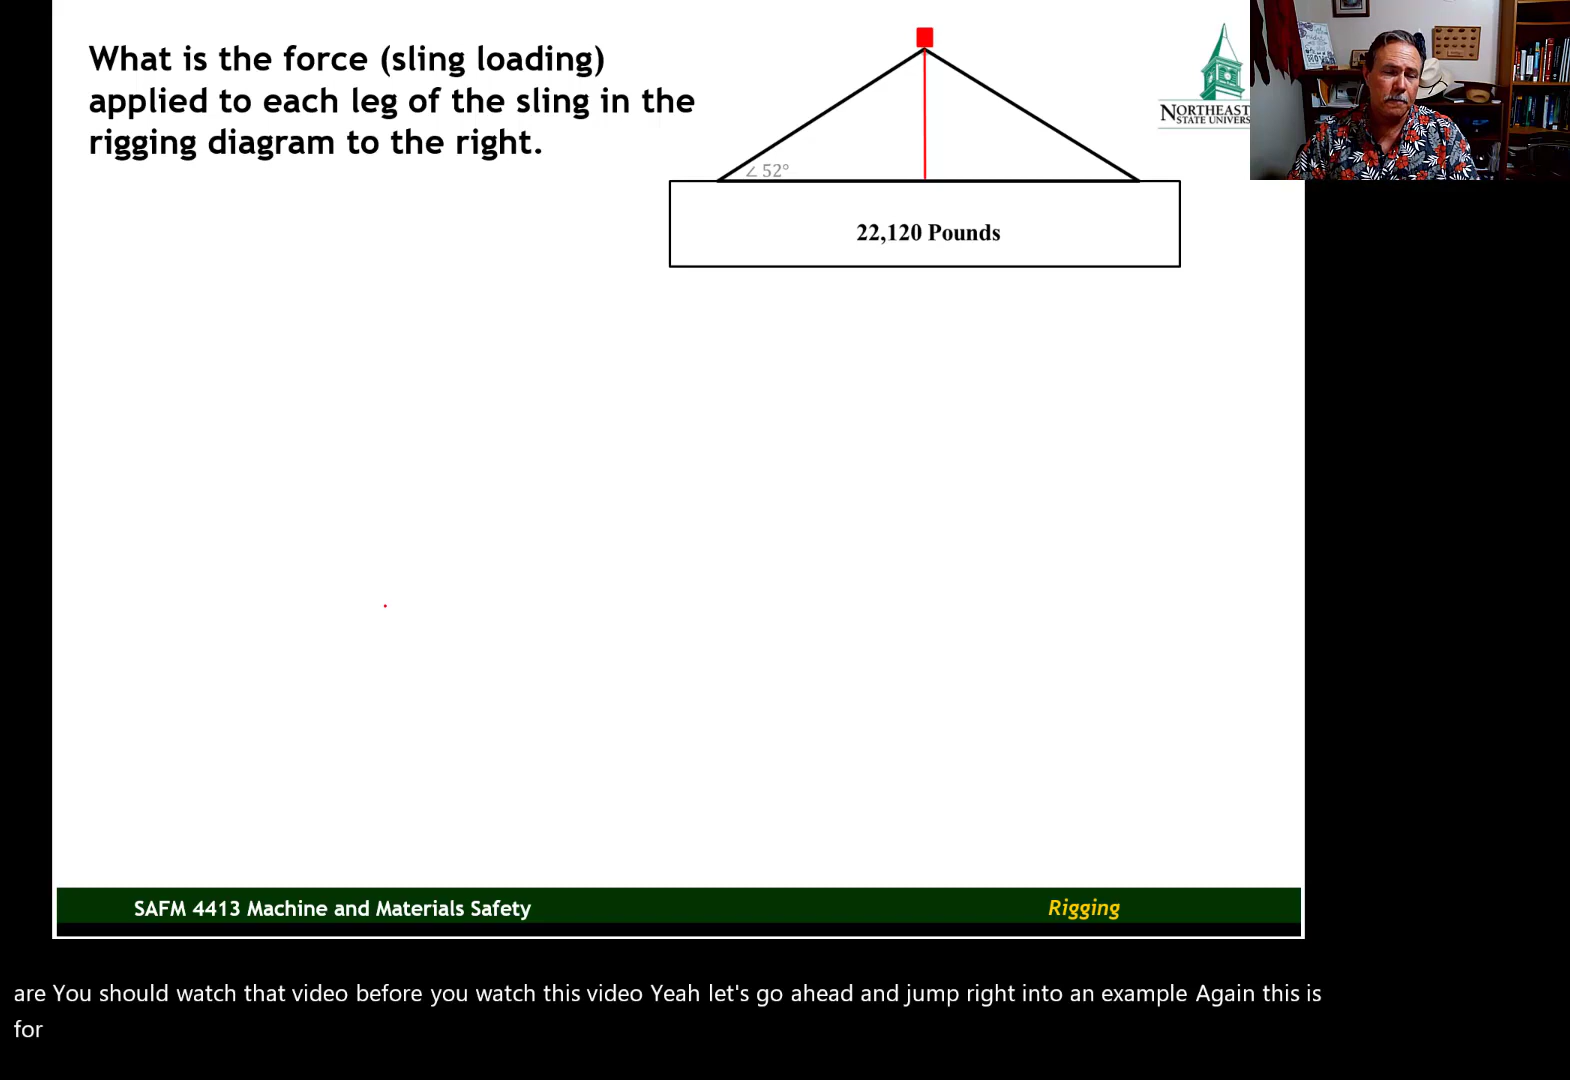 What is the force (sling loading)
applied to each leg of the sling in the
rigging diagram to the right.
∠ 52°
22,120 Pounds
NORTHEAST
STATE UNIVERS
SAFM 4413 Machine and Materials Safety
Rigging
are You should watch that video before you watch this video Yeah let's go ahead and jump right into an example Again this is
for